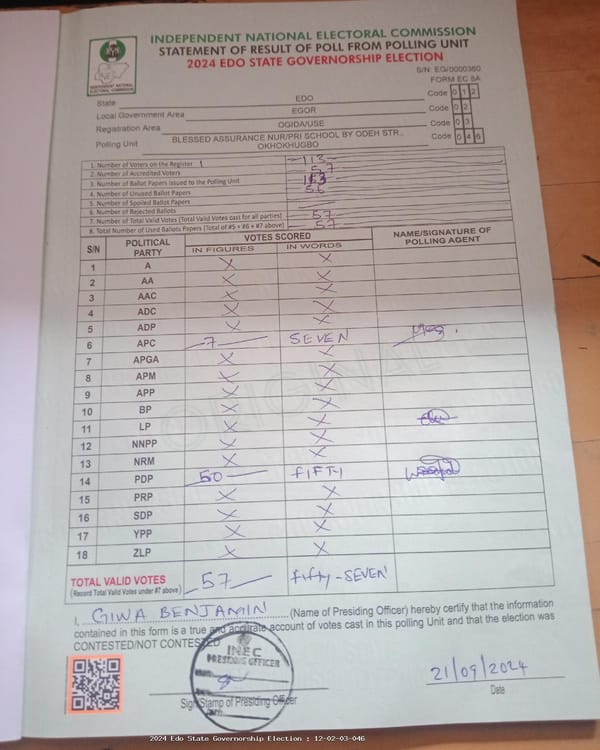 INDEPENDENT NATIONAL ELECTORAL COMMISSION
STATEMENT OF RESULT OF POLL FROM POLLING UNIT
2024 EDO STATE GOVERNORSHIP ELECTION
S/N: EG/0000360
FORM EC 8A
INDEPENDENT NATIONAL ELECTORAL COMMISSION
State EDO Code 0 1 2
Local Government Area EGOR Code 0 2
Registration Area OGIDA/USE Code 0 3
Polling Unit BLESSED ASSURANCE NUR/PRI SCHOOL BY ODEH STR., OKHOKHUGBO Code 0 4 6
1. Number of Voters on the Register 113
2. Number of Accredited Voters 57
3. Number of Ballot Papers Issued to the Polling Unit 113
4. Number of Unused Ballot Papers 56
5. Number of Spoiled Ballot Papers
6. Number of Rejected Ballots
7. Number of Total Valid Votes (Total Valid Votes cast for all parties) 57
8. Total Number of Used Ballots Papers (Total of #5 + #6 + #7 above) 57
S/N POLITICAL PARTY VOTES SCORED NAME/SIGNATURE OF POLLING AGENT
IN FIGURES IN WORDS
1 A X X
2 AA X X
3 AAC X X
4 ADC X X
5 ADP X X
6 APC 7 SEVEN
7 APGA X X
8 APM X X
9 APP X X
10 BP X X
11 LP X X
12 NNPP X X
13 NRM X X
14 PDP 50 FIFTY
15 PRP X X
16 SDP X X
17 YPP X X
18 ZLP X X
TOTAL VALID VOTES 57 Fifty-SEVEN
(Record Total Valid Votes under #7 above)
I, GIWA BENJAMIN (Name of Presiding Officer) hereby certify that the information
contained in this form is a true and accurate account of votes cast in this polling Unit and that the election was
CONTESTED/NOT CONTESTED
INEC
PRESIDING OFFICER
21/09/2024
Sign/Stamp of Presiding Officer Date
2024 Edo State Governorship Election : 12-02-03-046